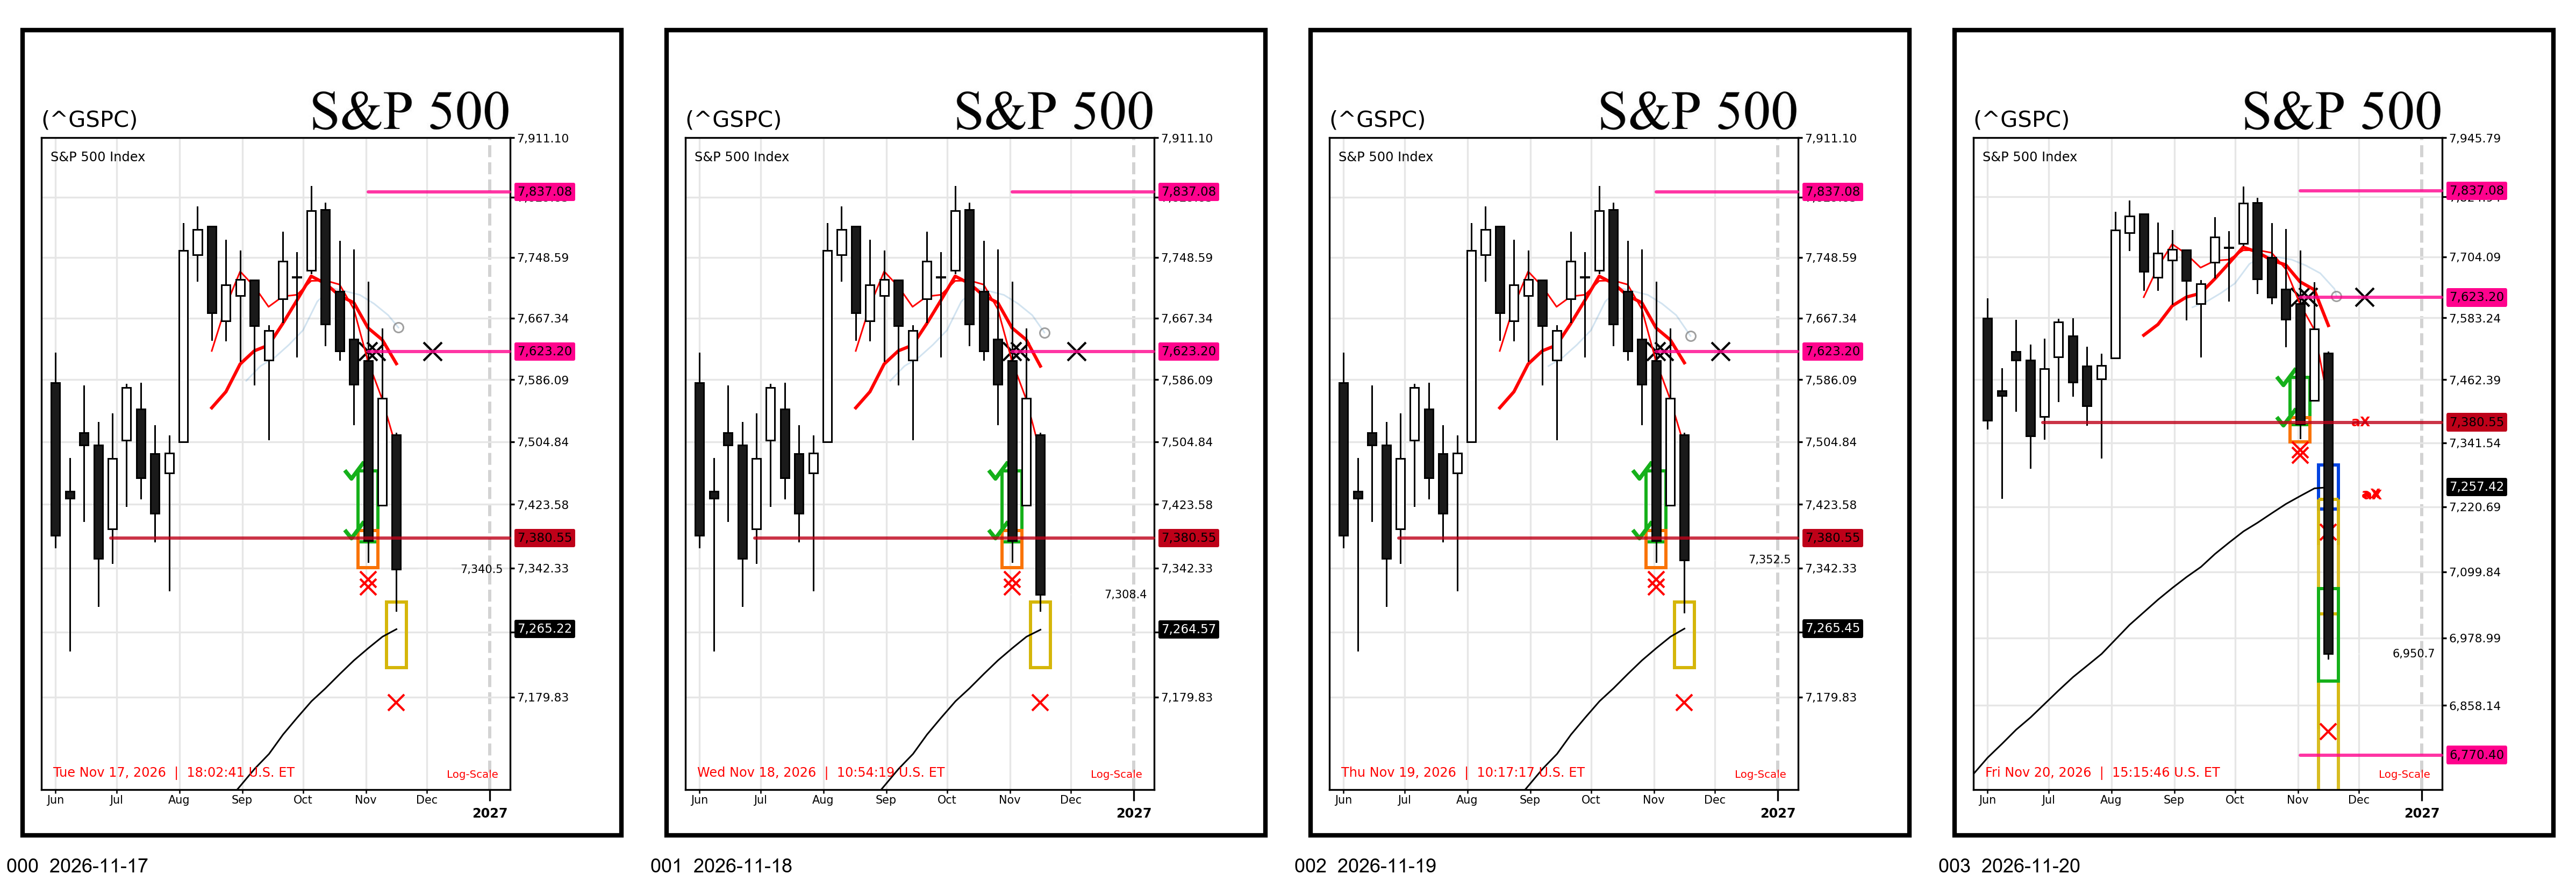 (^GSPC) S&P 500
S&P 500 Index
7,911.10
7,837.08
7,748.59
7,667.34
7,623.20
7,586.09
7,504.84
7,423.58
7,380.55
7,342.33
7,340.5
7,265.22
7,179.83
Tue Nov 17, 2026 | 18:02:41 U.S. ET
Log-Scale
Jun Jul Aug Sep Oct Nov Dec
2027
000 2026-11-17
(^GSPC) S&P 500
S&P 500 Index
7,911.10
7,837.08
7,748.59
7,667.34
7,623.20
7,586.09
7,504.84
7,423.58
7,380.55
7,342.33
7,308.4
7,264.57
7,179.83
Wed Nov 18, 2026 | 10:54:19 U.S. ET
Log-Scale
Jun Jul Aug Sep Oct Nov Dec
2027
001 2026-11-18
(^GSPC) S&P 500
S&P 500 Index
7,911.10
7,837.08
7,748.59
7,667.34
7,623.20
7,586.09
7,504.84
7,423.58
7,380.55
7,352.5
7,342.33
7,265.45
7,179.83
Thu Nov 19, 2026 | 10:17:17 U.S. ET
Log-Scale
Jun Jul Aug Sep Oct Nov Dec
2027
002 2026-11-19
(^GSPC) S&P 500
S&P 500 Index
7,945.79
7,837.08
7,704.09
7,623.20
7,583.24
7,462.39
aX 7,380.55
7,341.54
7,257.42
aX
7,220.69
7,099.84
6,978.99
6,950.7
6,858.14
6,770.40
Fri Nov 20, 2026 | 15:15:46 U.S. ET
Log-Scale
Jun Jul Aug Sep Oct Nov Dec
2027
003 2026-11-20